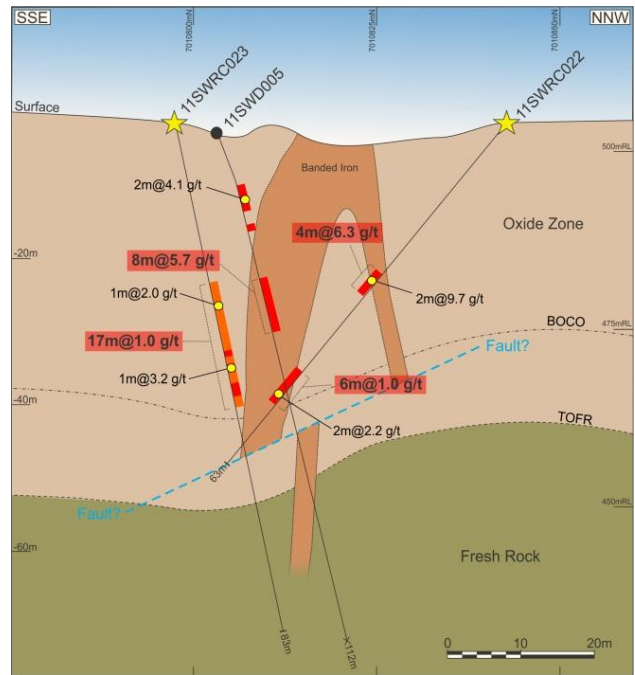 SSE
7010800mN
7010825mN
7010850mN
NNW
11SWRC023
11SWD005
11SWRC022
Surface
500mRL
Banded Iron
2m@4.1 g/t
Oxide Zone
4m@6.3 g/t
-20m
8m@5.7 g/t
1m@2.0 g/t
2m@9.7 g/t
BOCO
475mRL
17m@1.0 g/t
Fault?
1m@3.2 g/t
6m@1.0 g/t
-40m
TOFR
2m@2.2 g/t
63m
Fault?
450mRL
-60m
Fresh Rock
83m
112m
0 10 20m